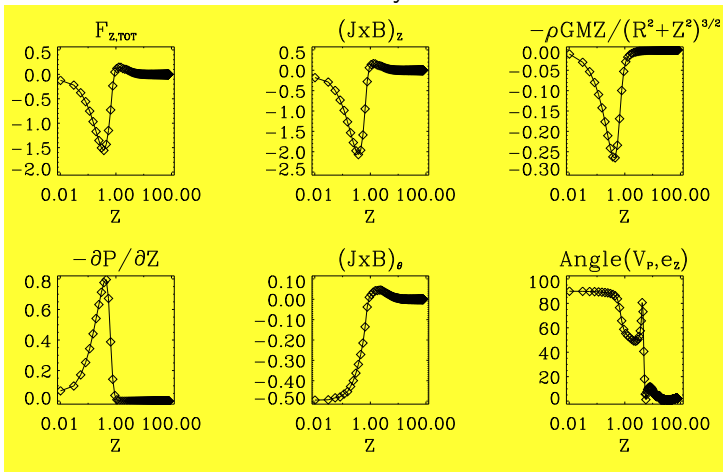 F_{Z,TOT} (JxB)_Z -ρGMZ/(R²+Z²)^{3/2}
0.5 0.5 0.00
0.0 0.0 -0.05
-0.5 -0.5 -0.10
-1.0 -1.0 -0.15
-1.5 -1.5 -0.20
-2.0 -2.0 -0.25
-2.5 -0.30
0.01 1.00 100.00 0.01 1.00 100.00 0.01 1.00 100.00
Z Z Z
-∂P/∂Z (JxB)_θ Angle(V_P,e_Z)
0.8 0.10 100
0.6 0.00 80
0.4 -0.10 60
0.2 -0.20 40
0.0 -0.30 20
-0.40 0
-0.50
0.01 1.00 100.00 0.01 1.00 100.00 0.01 1.00 100.00
Z Z Z